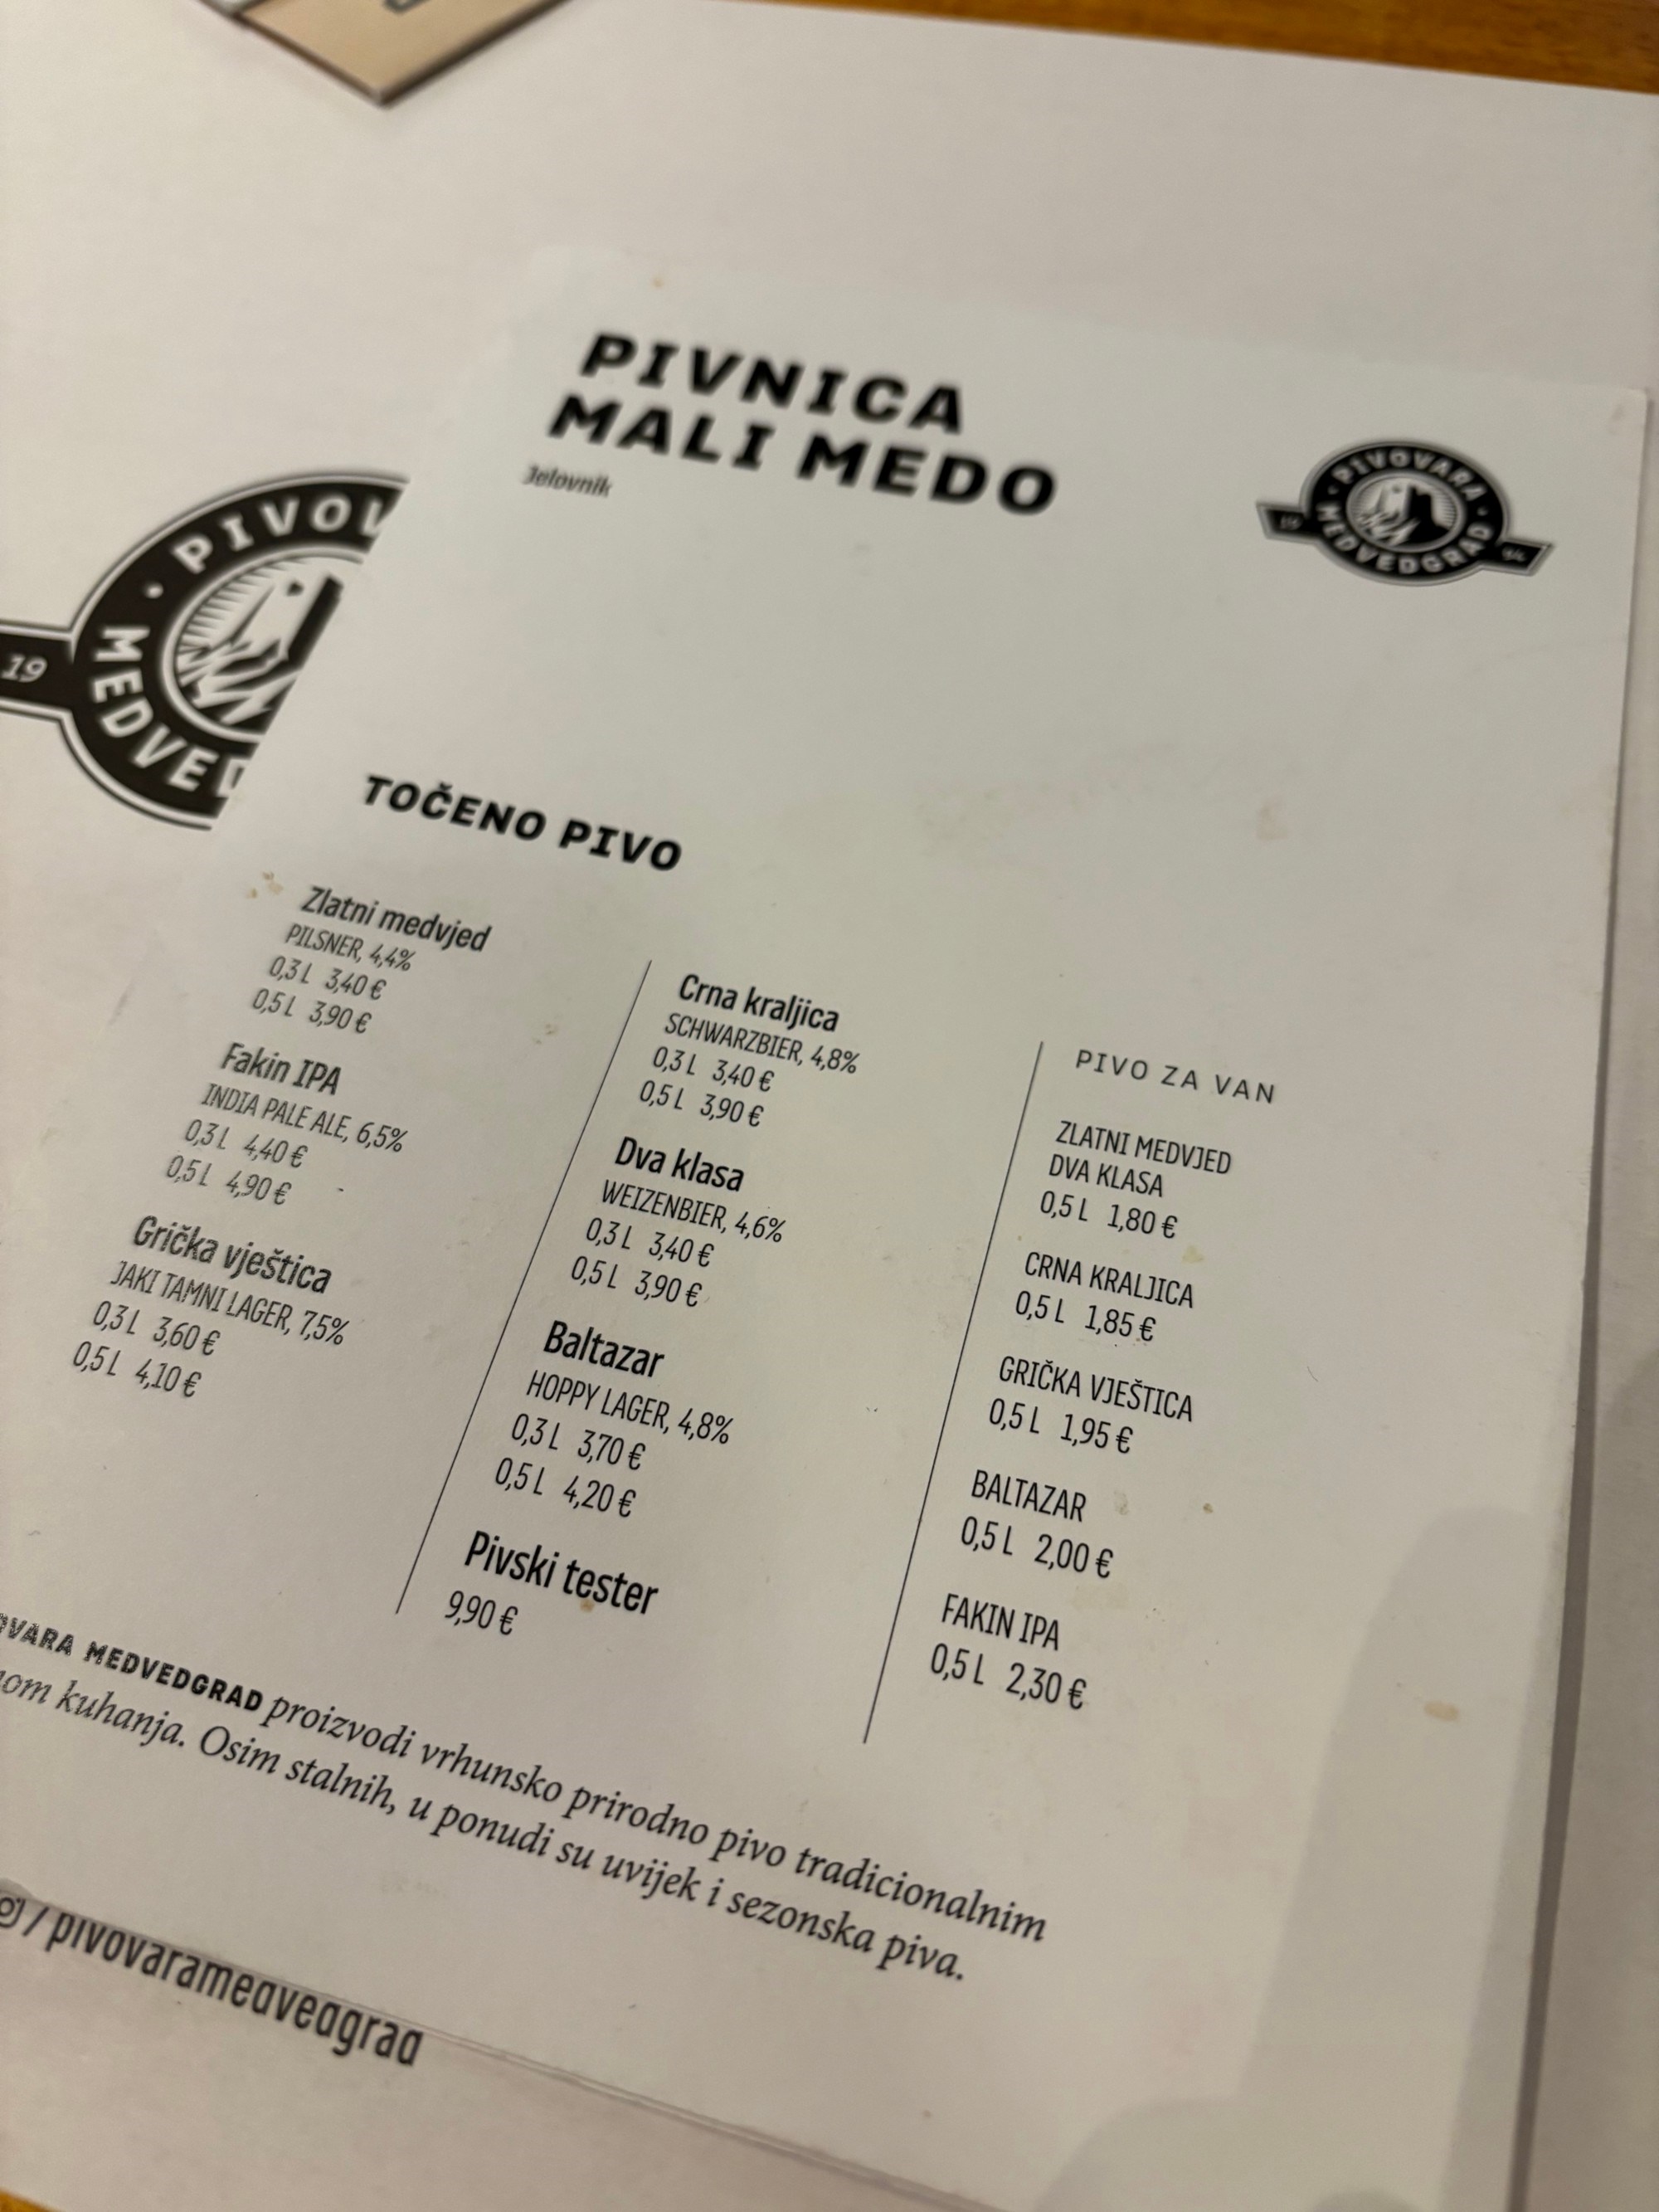 PIVNICA
MALI MEDO
Jelovnik
PIVOVARA
MEDVEDGRAD
19
MEDVE
TOČENO PIVO
Zlatni medvjed
PILSNER, 4,4%
0,3 L 3,40 €
0,5 L 3,90 €
Fakin IPA
INDIA PALE ALE, 6,5%
0,3 L 4,40 €
0,5 L 4,90 €
Grička vještica
JAKI TAMNI LAGER, 7,5%
0,3 L 3,60 €
0,5 L 4,10 €
Crna kraljica
SCHWARZBIER, 4,8%
0,3 L 3,40 €
0,5 L 3,90 €
Dva klasa
WEIZENBIER, 4,6%
0,3 L 3,40 €
0,5 L 3,90 €
Baltazar
HOPPY LAGER, 4,8%
0,3 L 3,70 €
0,5 L 4,20 €
Pivski tester
9,90 €
PIVO ZA VAN
ZLATNI MEDVJED
DVA KLASA
0,5 L 1,80 €
CRNA KRALJICA
0,5 L 1,85 €
GRIČKA VJEŠTICA
0,5 L 1,95 €
BALTAZAR
0,5 L 2,00 €
FAKIN IPA
0,5 L 2,30 €
VARA MEDVEDGRAD proizvodi vrhunsko prirodno pivo tradicionalnim
om kuhanja. Osim stalnih, u ponudi su uvijek i sezonska piva.
/ pivovaramedvedgrad